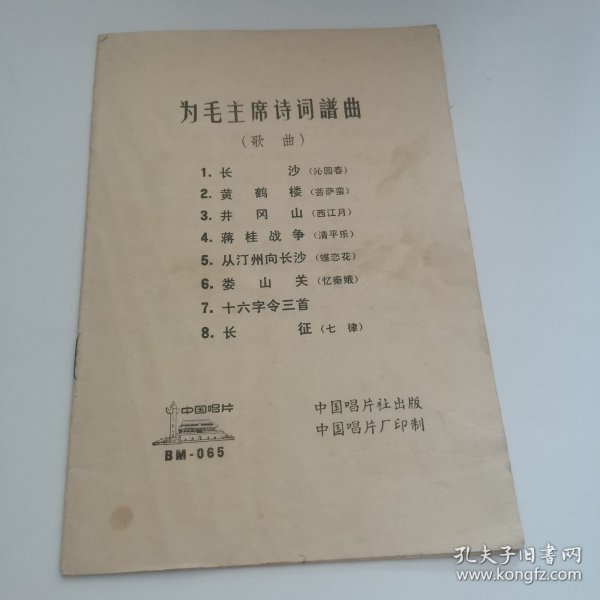 为毛主席诗词譜曲
（歌 曲）
1. 长 沙（沁园春）
2. 黄 鹤 楼（菩萨蛮）
3. 井 冈 山（西江月）
4. 蒋 桂 战 争（清平乐）
5. 从汀州向长沙（蝶恋花）
6. 娄 山 关（忆秦娥）
7. 十六字令三首
8. 长 征（七 律）
中国唱片
BM-065
中国唱片社出版
中国唱片厂印制
孔夫子旧书网
www.kongfz.com